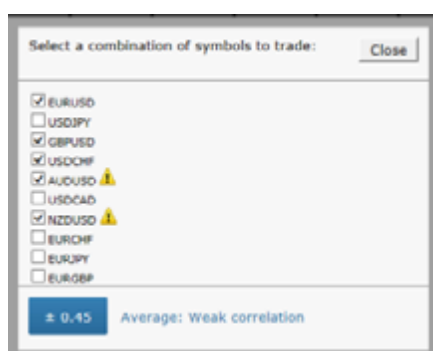 Select a combination of symbols to trade:
Close
EURUSD
USDJPY
GBPUSD
USDCHF
AUDUSD
USDCAD
NZDUSD
EURCHF
EURJPY
EURGBP
± 0.45 Average: Weak correlation